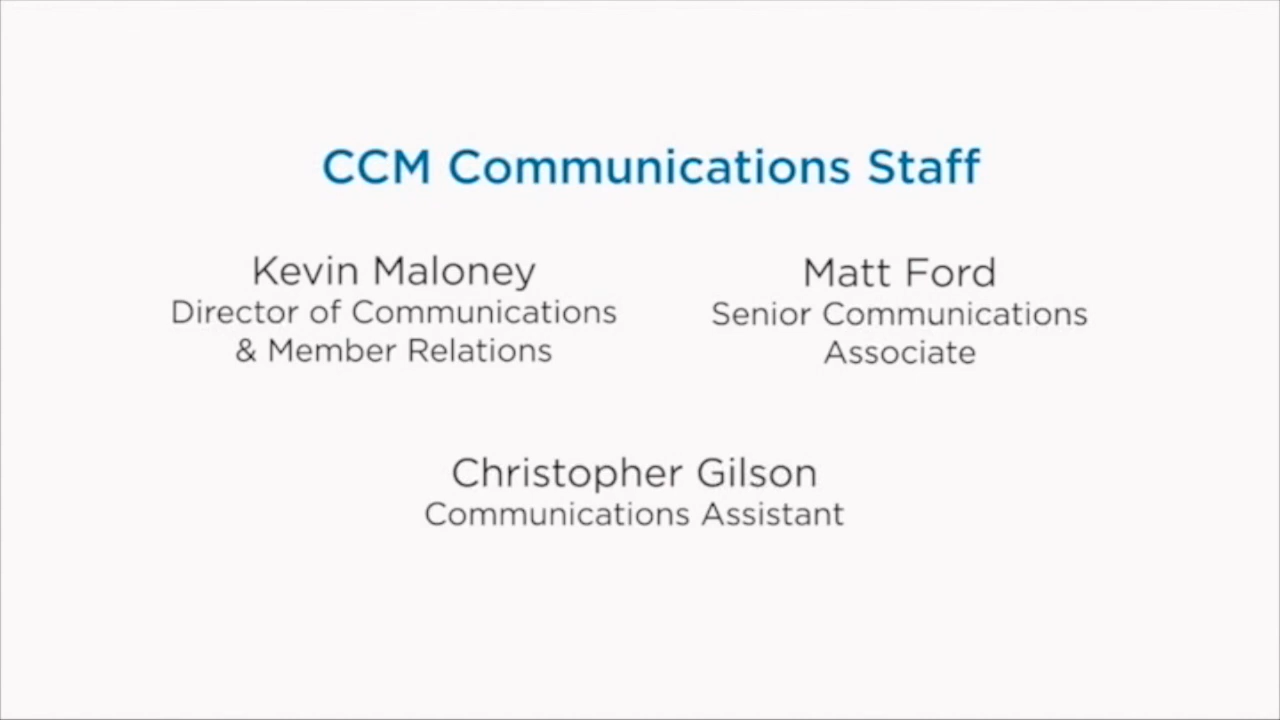 CCM Communications Staff
Kevin Maloney
Director of Communications
& Member Relations
Matt Ford
Senior Communications
Associate
Christopher Gilson
Communications Assistant